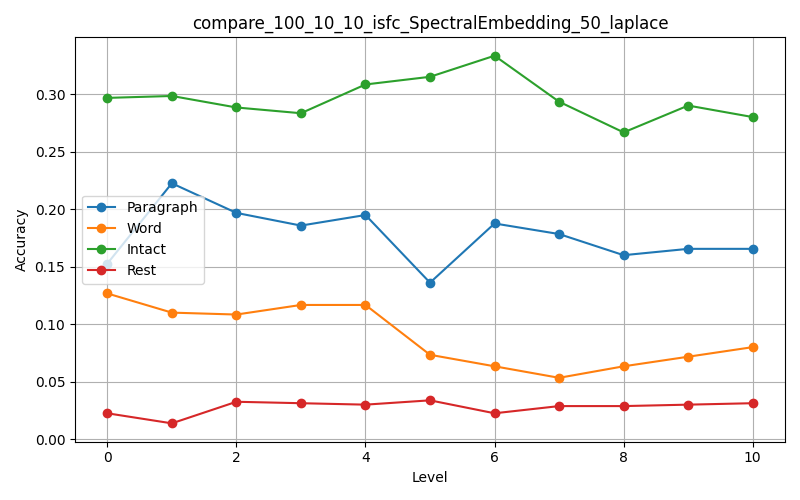 compare_100_10_10_isfc_SpectralEmbedding_50_laplace
Accuracy
0.30
0.25
0.20
0.15
0.10
0.05
0.00
Paragraph
Word
Intact
Rest
0 2 4 6 8 10
Level